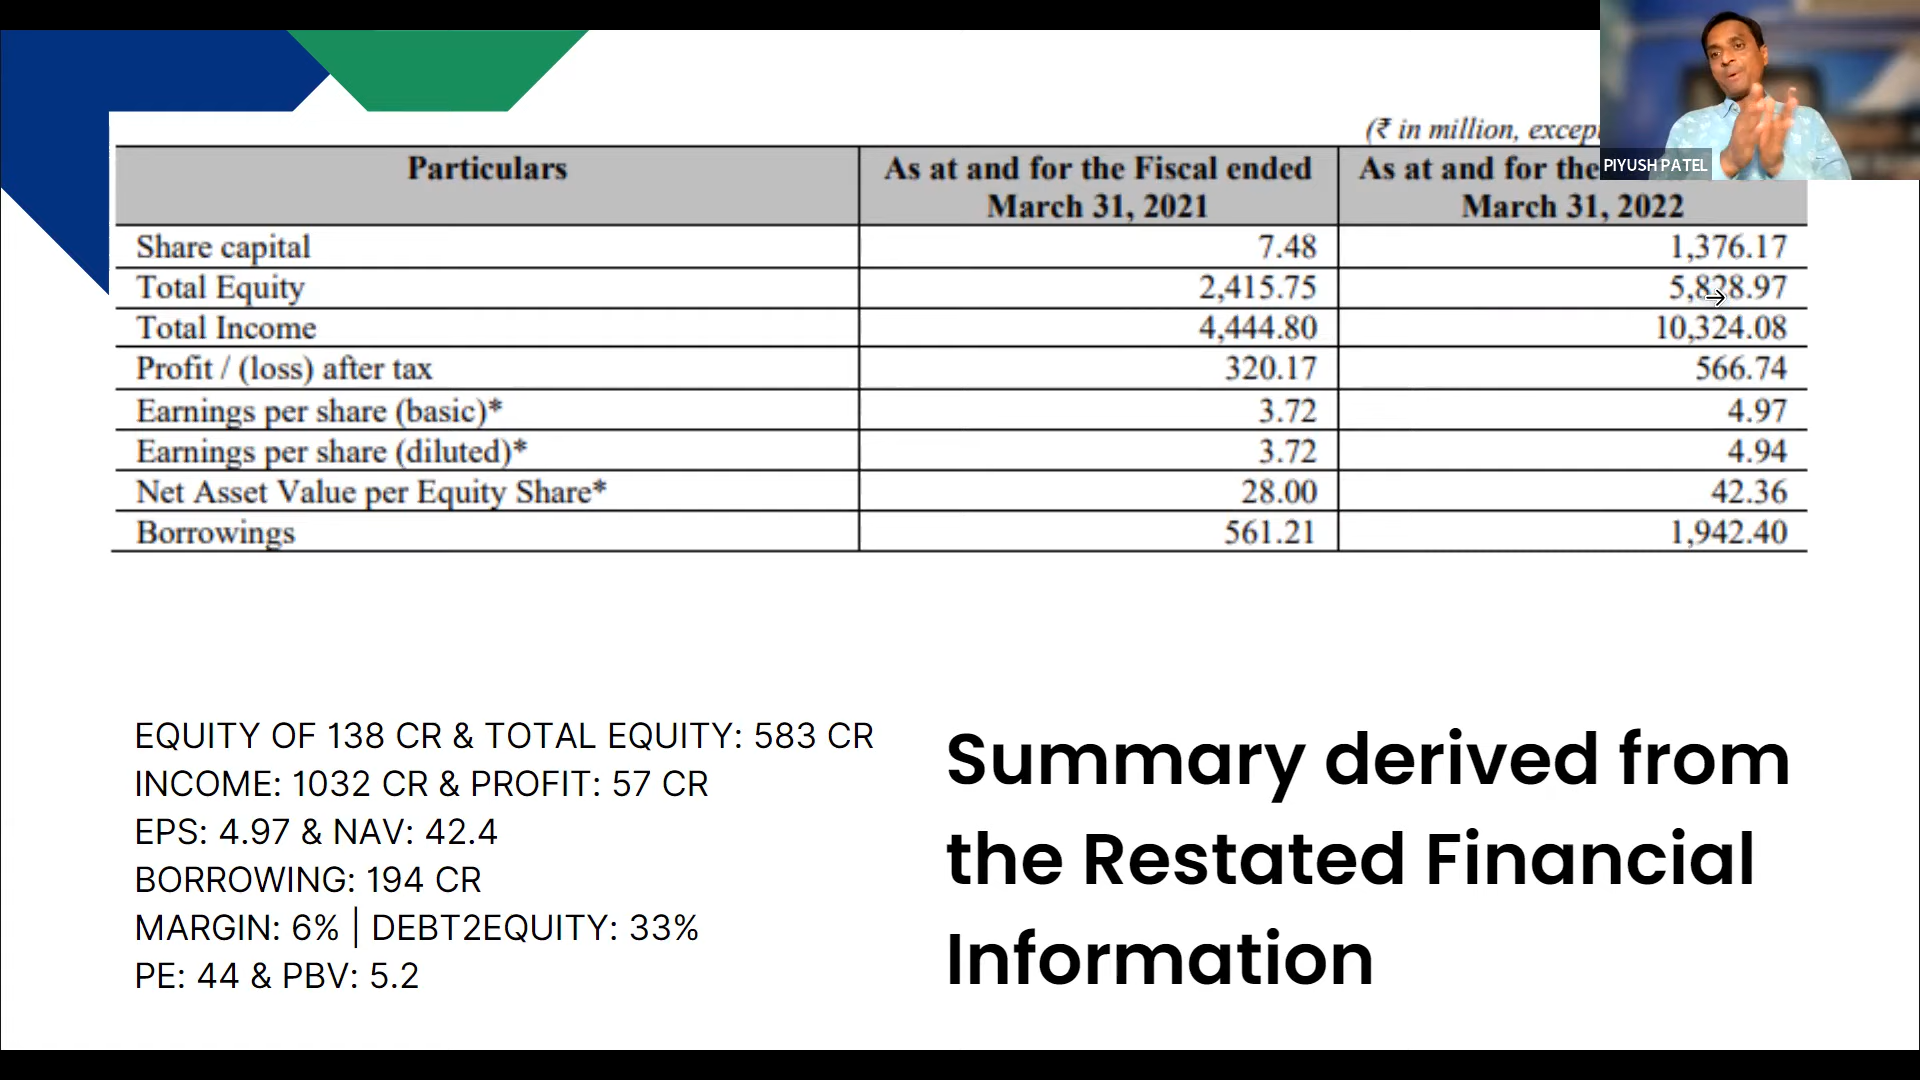 (₹ in million, excep
PIYUSH PATEL
Particulars As at and for the Fiscal ended March 31, 2021 As at and for the March 31, 2022
Share capital 7.48 1,376.17
Total Equity 2,415.75 5,828.97
Total Income 4,444.80 10,324.08
Profit / (loss) after tax 320.17 566.74
Earnings per share (basic)* 3.72 4.97
Earnings per share (diluted)* 3.72 4.94
Net Asset Value per Equity Share* 28.00 42.36
Borrowings 561.21 1,942.40
EQUITY OF 138 CR & TOTAL EQUITY: 583 CR
INCOME: 1032 CR & PROFIT: 57 CR
EPS: 4.97 & NAV: 42.4
BORROWING: 194 CR
MARGIN: 6% | DEBT2EQUITY: 33%
PE: 44 & PBV: 5.2
Summary derived from
the Restated Financial
Information